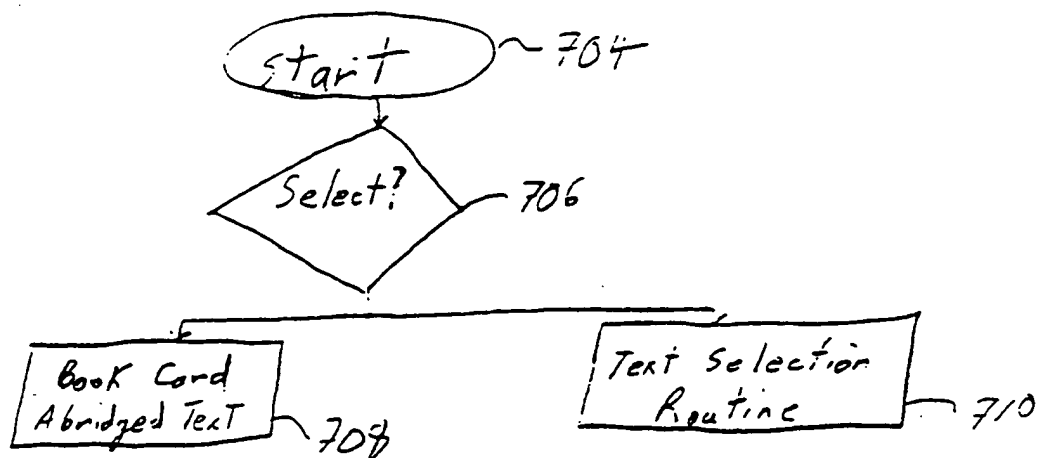 Start
704
Select?
706
Book Card
Abridged Text
708
Text Selection
Routine
710